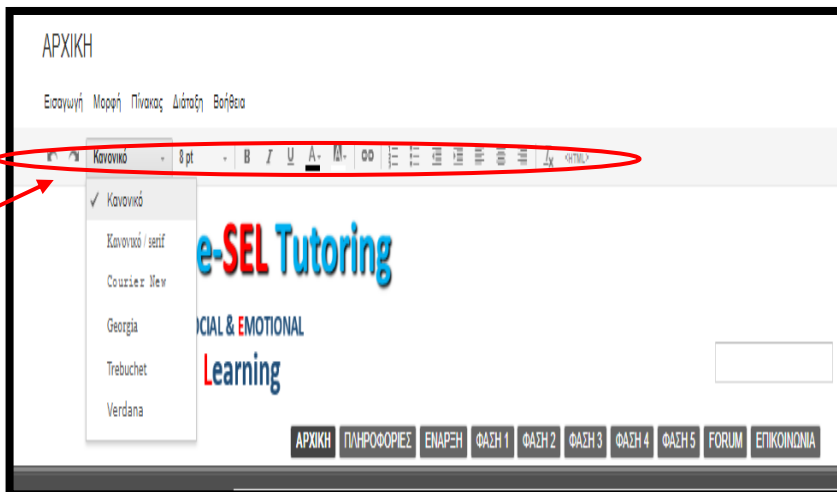 ΑΡΧΙΚΗ
Εισαγωγή Μορφή Πίνακας Διάταξη Βοήθεια
Κανονικό 8 pt B I U A <HTML>
✓ Κανονικό
Κανονικό / serif
Courier New
Georgia
Trebuchet
Verdana
e-SEL Tutoring
OCIAL & EMOTIONAL
Learning
ΑΡΧΙΚΗ ΠΛΗΡΟΦΟΡΙΕΣ ΕΝΑΡΞΗ ΦΑΣΗ 1 ΦΑΣΗ 2 ΦΑΣΗ 3 ΦΑΣΗ 4 ΦΑΣΗ 5 FORUM ΕΠΙΚΟΙΝΩΝΙΑ